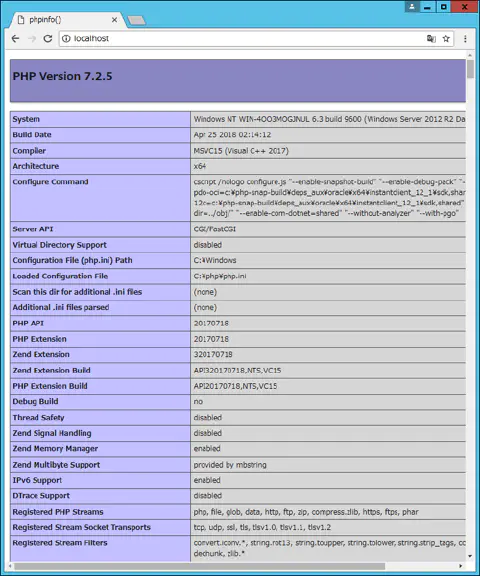 phpinfo()
localhost
PHP Version 7.2.5
System Windows NT WIN-4OO3MOGJNUL 6.3 build 9600 (Windows Server 2012 R2 Da
Build Date Apr 25 2018 02:14:12
Compiler MSVC15 (Visual C++ 2017)
Architecture x64
Configure Command cscript /nologo configure.js "--enable-snapshot-build" "--enable-debug-pack" "-
pdo-oci=c:¥php-snap-build¥deps_aux¥oracle¥x64¥instantclient_12_1¥sdk,shared
12c=c:¥php-snap-build¥deps_aux¥oracle¥x64¥instantclient_12_1¥sdk,shared"
dir=../obj/" "--enable-com-dotnet=shared" "--without-analyzer" "--with-pgo"
Server API CGI/FastCGI
Virtual Directory Support disabled
Configuration File (php.ini) Path C:¥Windows
Loaded Configuration File C:¥php¥php.ini
Scan this dir for additional .ini files (none)
Additional .ini files parsed (none)
PHP API 20170718
PHP Extension 20170718
Zend Extension 320170718
Zend Extension Build API320170718,NTS,VC15
PHP Extension Build API20170718,NTS,VC15
Debug Build no
Thread Safety disabled
Zend Signal Handling disabled
Zend Memory Manager enabled
Zend Multibyte Support provided by mbstring
IPv6 Support enabled
DTrace Support disabled
Registered PHP Streams php, file, glob, data, http, ftp, zip, compress.zlib, https, ftps, phar
Registered Stream Socket Transports tcp, udp, ssl, tls, tlsv1.0, tlsv1.1, tlsv1.2
Registered Stream Filters convert.iconv.*, string.rot13, string.toupper, string.tolower, string.strip_tags, co
dechunk, zlib.*